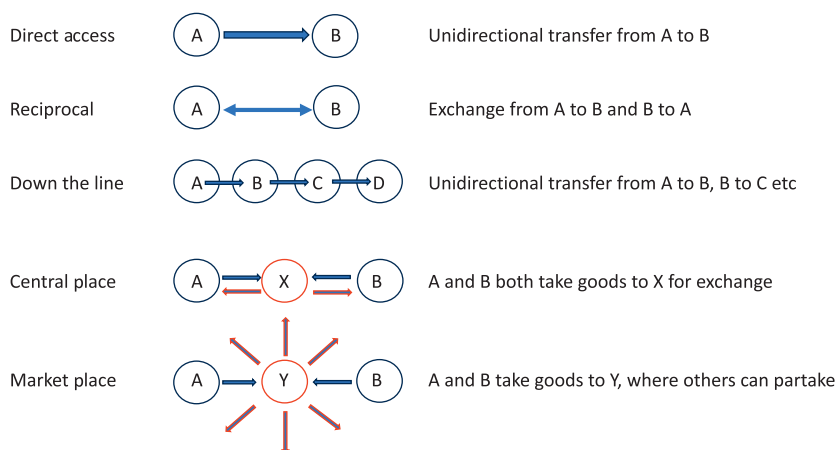 Direct access A B Unidirectional transfer from A to B
Reciprocal A B Exchange from A to B and B to A
Down the line A B C D Unidirectional transfer from A to B, B to C etc
Central place A X B A and B both take goods to X for exchange
Market place A Y B A and B take goods to Y, where others can partake